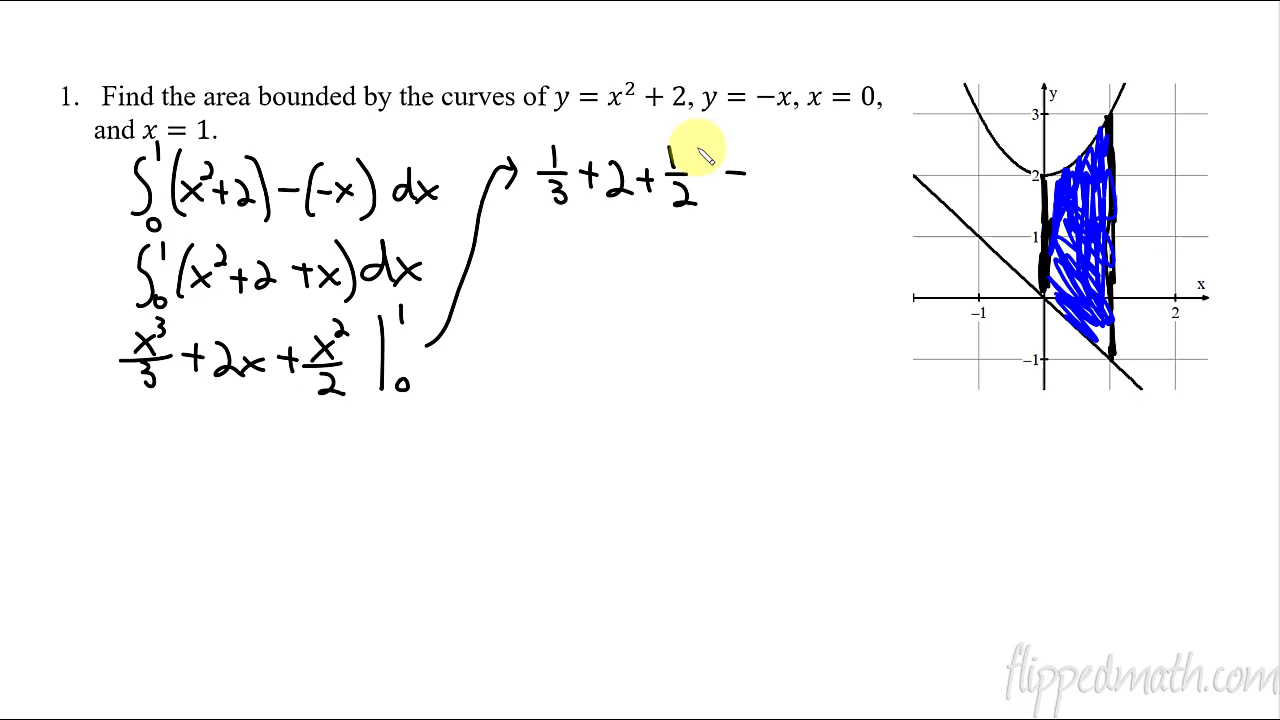 1. Find the area bounded by the curves of y = x² + 2, y = −x, x = 0,
and x = 1.
∫₀¹ (x²+2) − (−x) dx
∫₀¹ (x²+2+x) dx
x³/3 + 2x + x²/2 |₀¹
→ 1/3 + 2 + 1/2 −
y
3
2
1
x
−1
2
−1
flippedmath.com